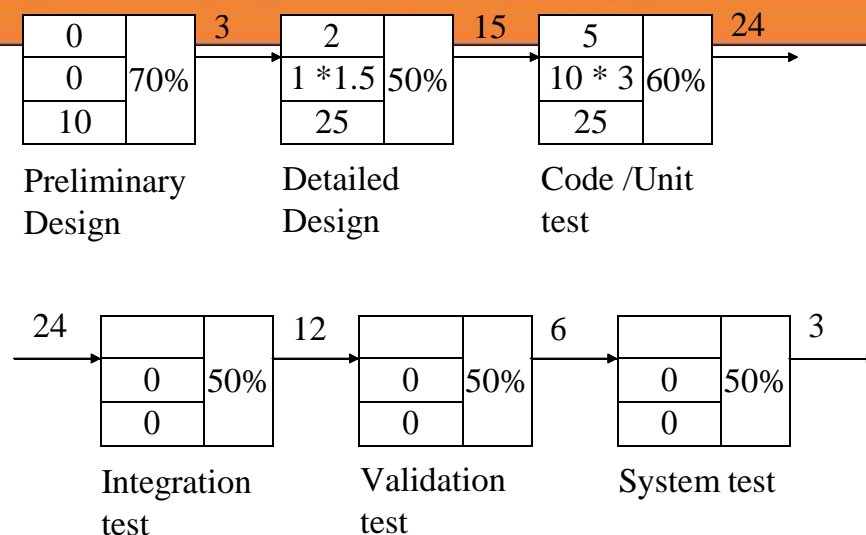 0 3 2 15 5 24
0 70% 1 *1.5 50% 10 * 3 60%
10 25 25
Preliminary Detailed Code /Unit
Design Design test
24 12 6 3
0 50% 0 50% 0 50%
0 0 0
Integration Validation System test
test test